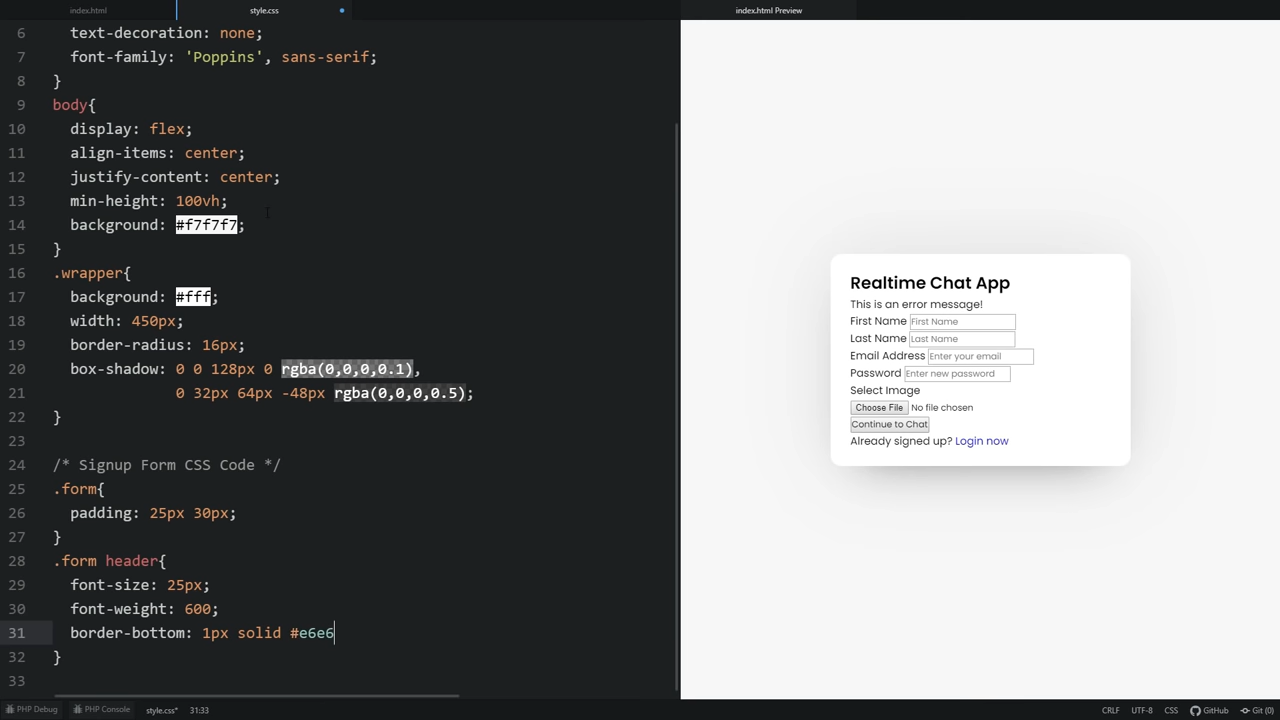 index.html
style.css
index.html Preview
6 text-decoration: none;
7 font-family: 'Poppins', sans-serif;
8 }
9 body{
10 display: flex;
11 align-items: center;
12 justify-content: center;
13 min-height: 100vh;
14 background: #f7f7f7;
15 }
16 .wrapper{
17 background: #fff;
18 width: 450px;
19 border-radius: 16px;
20 box-shadow: 0 0 128px 0 rgba(0,0,0,0.1),
21 0 32px 64px -48px rgba(0,0,0,0.5);
22 }
23
24 /* Signup Form CSS Code */
25 .form{
26 padding: 25px 30px;
27 }
28 .form header{
29 font-size: 25px;
30 font-weight: 600;
31 border-bottom: 1px solid #e6e6
32 }
33
Realtime Chat App
This is an error message!
First Name First Name
Last Name Last Name
Email Address Enter your email
Password Enter new password
Select Image
Choose File No file chosen
Continue to Chat
Already signed up? Login now
PHP Debug PHP Console style.css* 31:33 CRLF UTF-8 CSS GitHub Git (0)